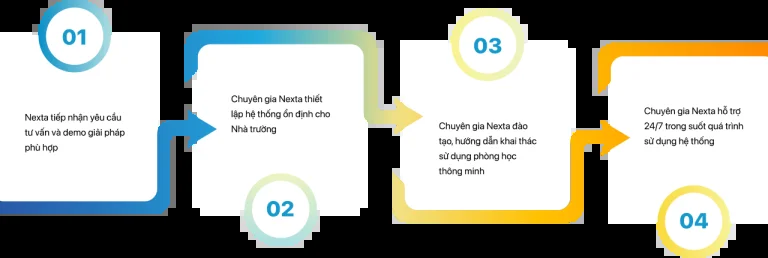 01
Nexta tiếp nhận yêu cầu
tư vấn và demo giải pháp
phù hợp
Chuyên gia Nexta thiết
lập hệ thống ổn định cho
Nhà trường
02
03
Chuyên gia Nexta đào
tạo, hướng dẫn khai thác
sử dụng phòng học
thông minh
Chuyên gia Nexta hỗ trợ
24/7 trong suốt quá trình
sử dụng hệ thống
04